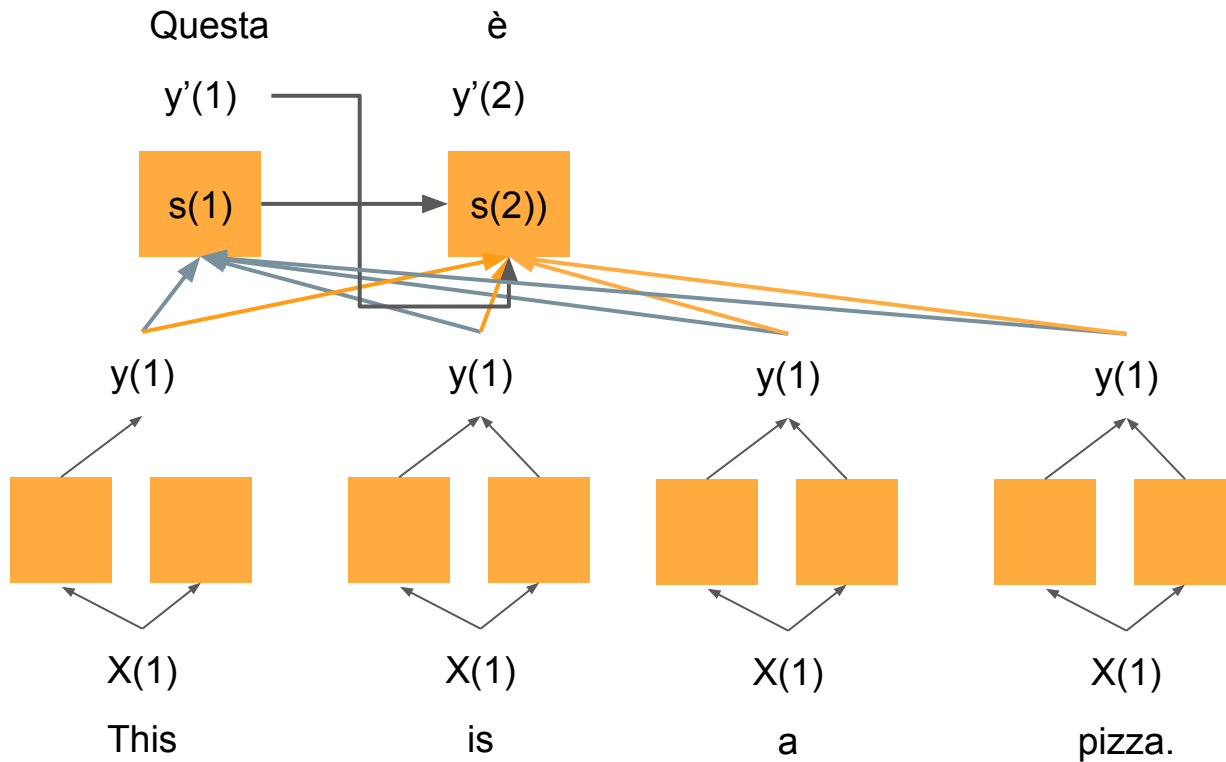 Questa è
y’(1) y’(2)
s(1) s(2))
y(1) y(1) y(1) y(1)
X(1) X(1) X(1) X(1)
This is a pizza.